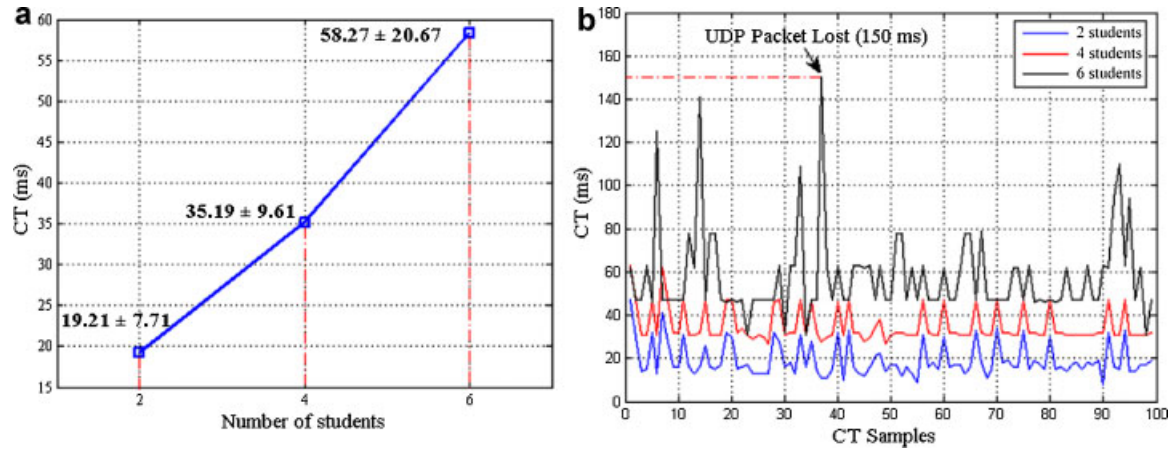 a
60
55
50
45
40
35
30
25
20
15
CT (ms)
58.27 ± 20.67
35.19 ± 9.61
19.21 ± 7.71
2
4
6
Number of students
b
180
160
140
120
100
80
60
40
20
0
CT (ms)
UDP Packet Lost (150 ms)
2 students
4 students
6 students
0
10
20
30
40
50
60
70
80
90
100
CT Samples